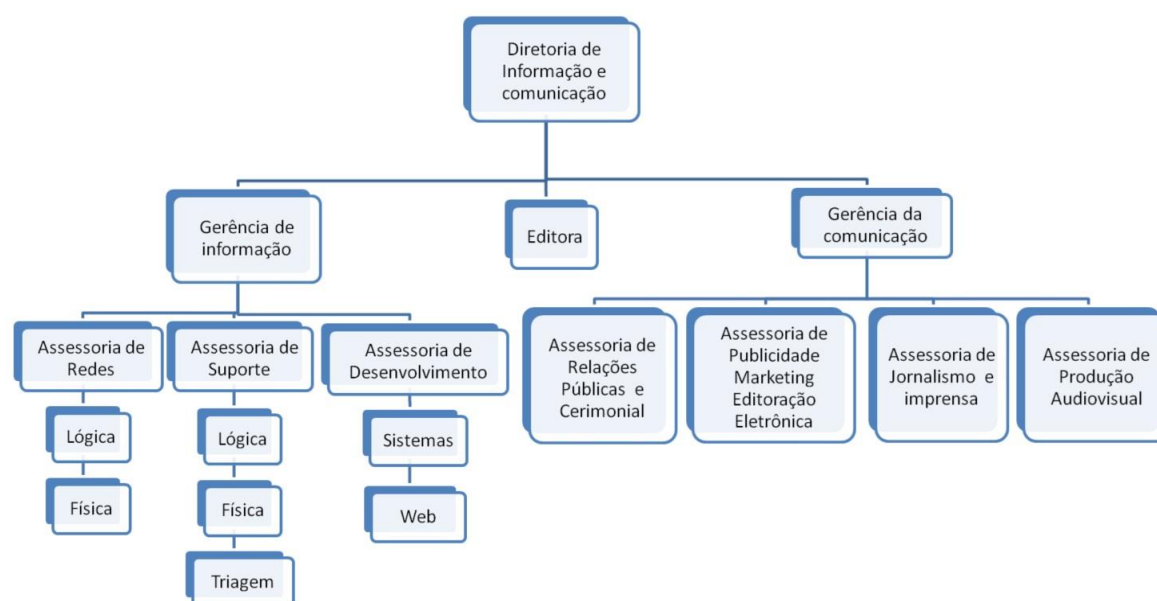 Diretoria de
Informação e
comunicação
Gerência de
informação
Editora
Gerência da
comunicação
Assessoria de
Redes
Assessoria de
Suporte
Assessoria de
Desenvolvimento
Assessoria de
Relações
Públicas e
Cerimonial
Assessoria de
Publicidade
Marketing
Editoração
Eletrônica
Assessoria de
Jornalismo e
imprensa
Assessoria de
Produção
Audiovisual
Lógica
Lógica
Sistemas
Física
Física
Web
Triagem